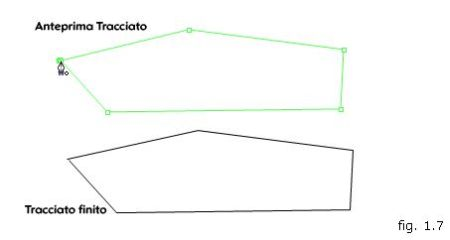 Anteprima Tracciato
Tracciato finito
fig. 1.7